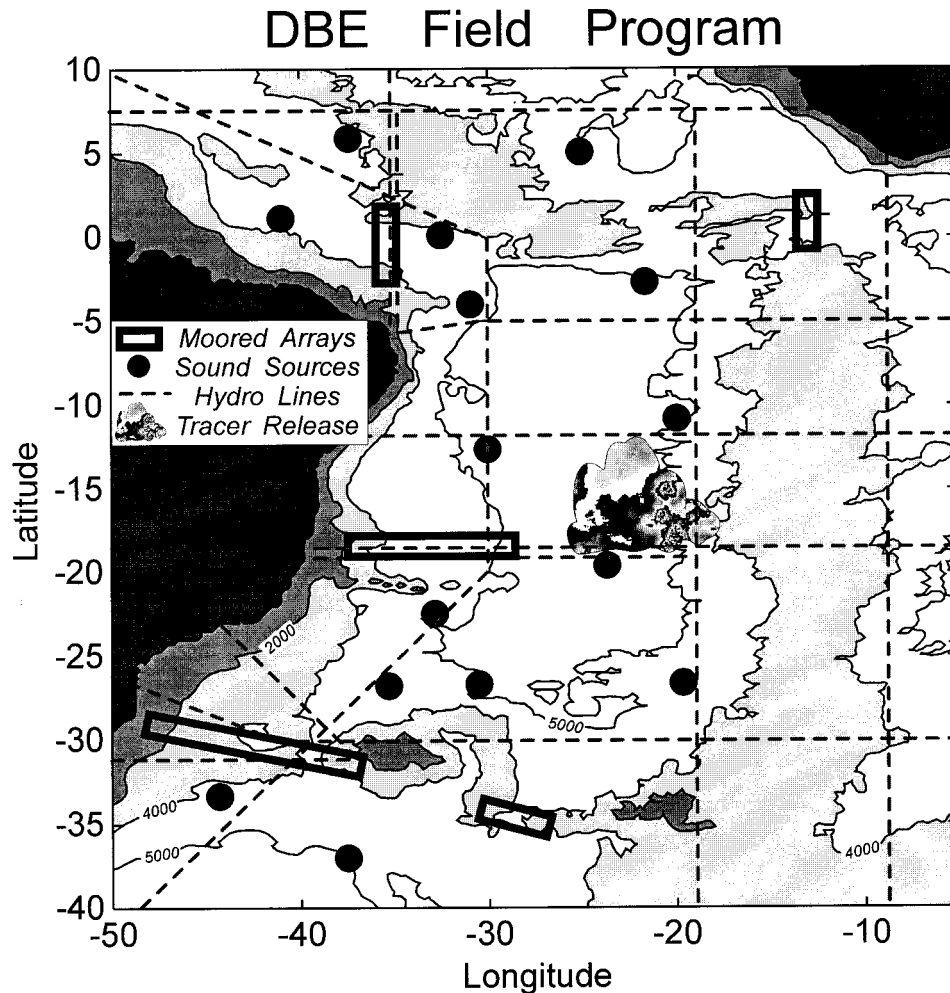 DBE Field Program
10
5
0
-5
-10
-15
-20
-25
-30
-35
-40
Latitude
Moored Arrays
Sound Sources
Hydro Lines
Tracer Release
2000
5000
4000
5000
4000
-50 -40 -30 -20 -10
Longitude